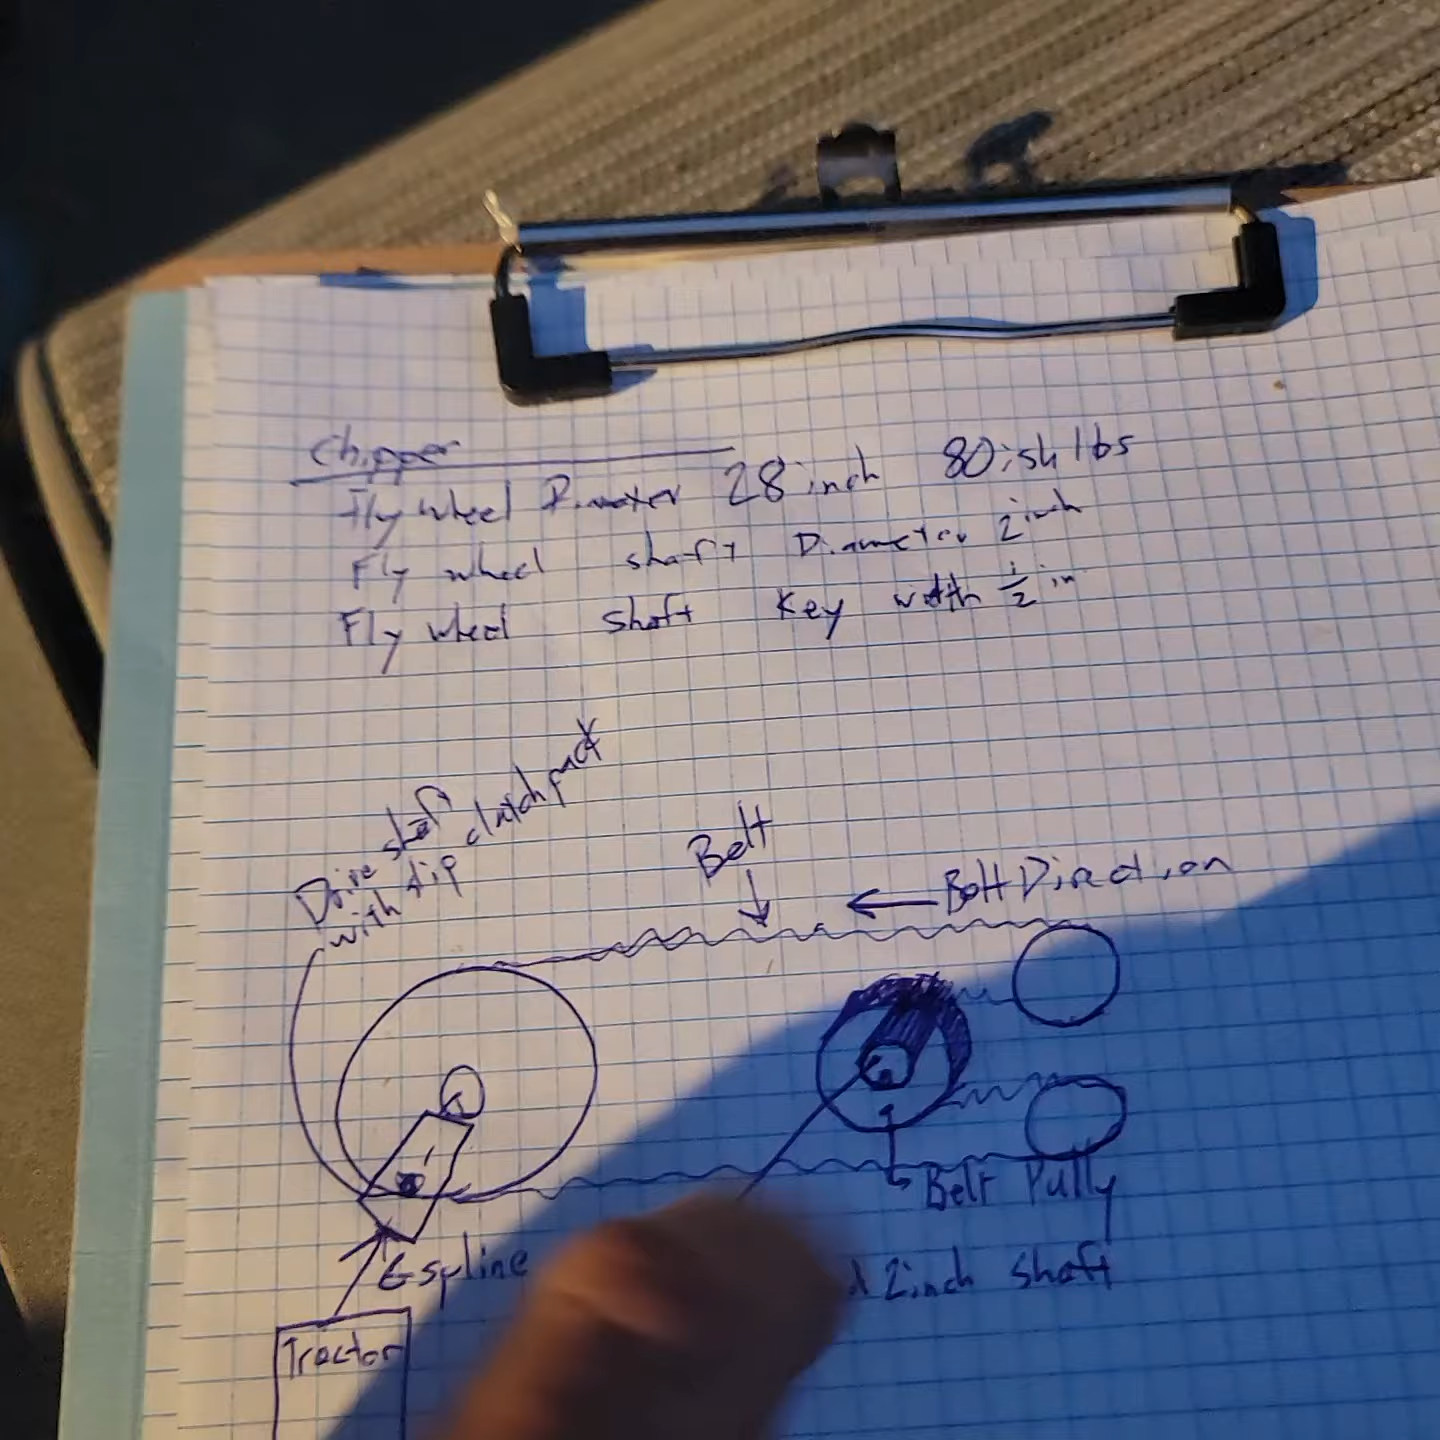 Chipper
Fly wheel Diameter 28 inch 80ish lbs
Fly wheel shaft Diameter 2 inch
Fly wheel shaft Key width 1/2 in
Drive shaft
with slip clutch pack
Belt
Belt Direction
Belt Pully
spline
2 inch shaft
Tractor